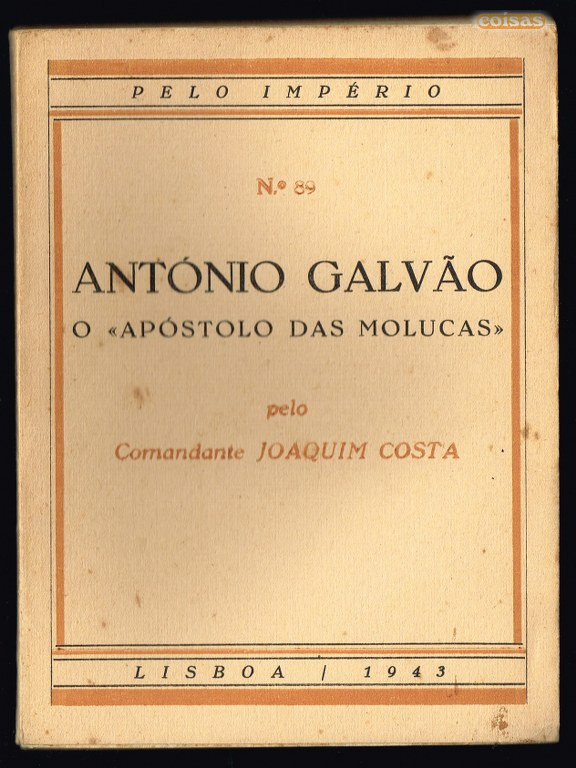 coisas
PELO IMPÉRIO
N.º 89
ANTÓNIO GALVÃO
O «APÓSTOLO DAS MOLUCAS»
pelo
Comandante JOAQUIM COSTA
LISBOA / 1943